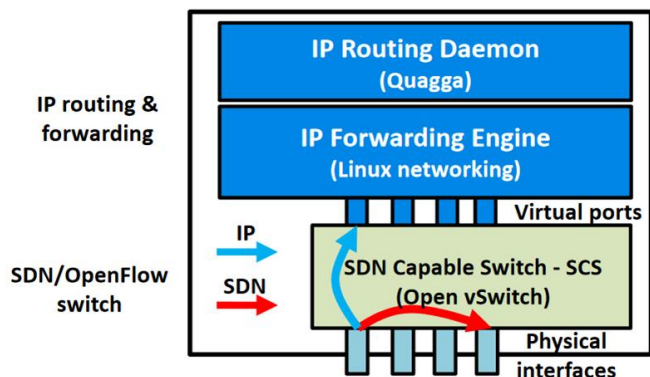 IP Routing Daemon
(Quagga)
IP routing &
forwarding
IP Forwarding Engine
(Linux networking)
Virtual ports
IP
SDN/OpenFlow
switch
SDN
SDN Capable Switch - SCS
(Open vSwitch)
Physical
interfaces